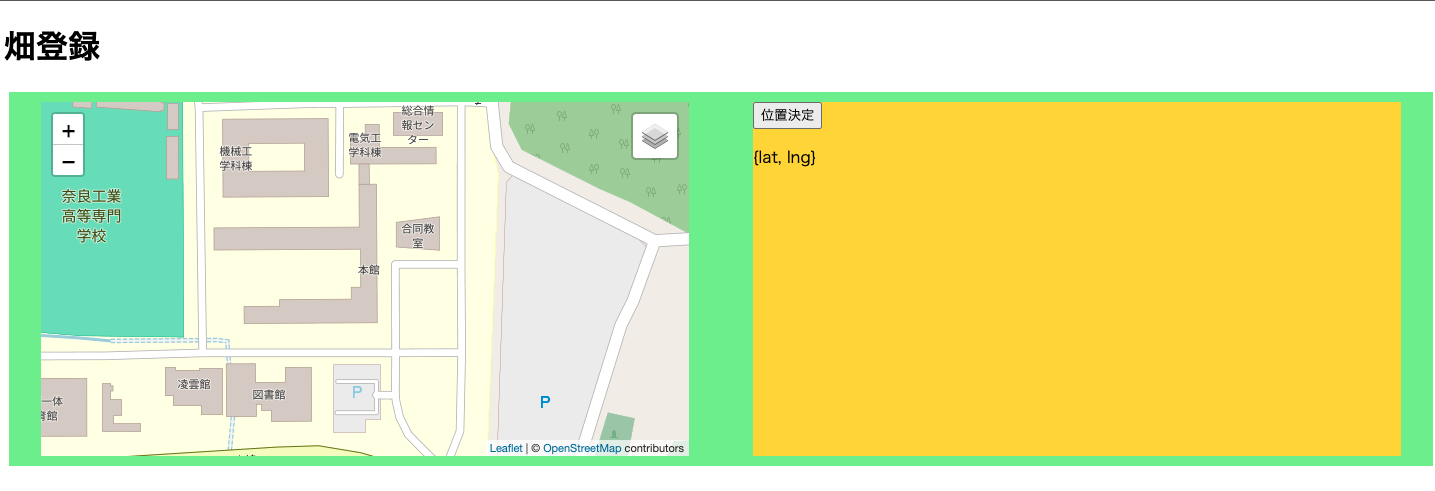 畑登録
+
−
奈良工業
高等専門
学校
機械工
学科棟
電気工
学科棟
総合情
報セン
ター
合同教
室
本館
凌雲館
図書館
P
P
一体
育館
Leaflet | © OpenStreetMap contributors
位置決定
{lat, lng}